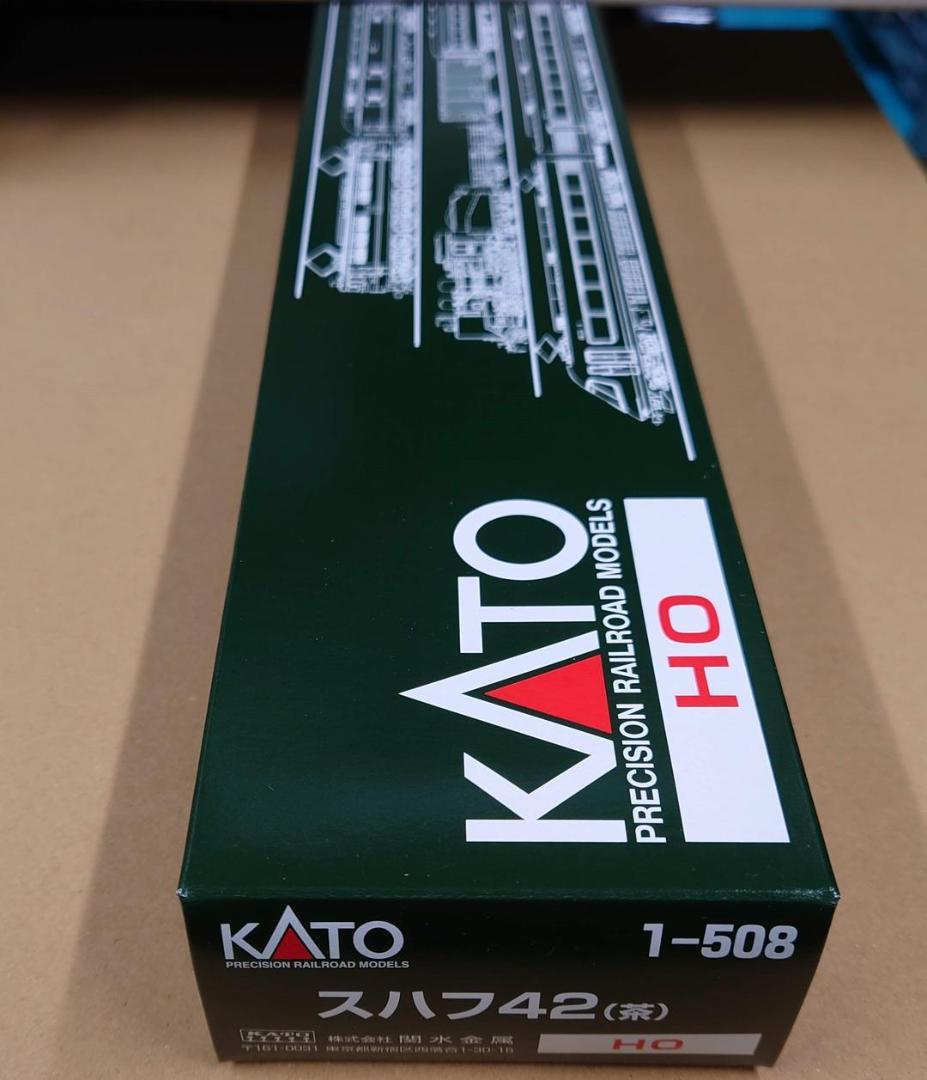 KATO
PRECISION RAILROAD MODELS
HO
KATO
PRECISION RAILROAD MODELS
1-508
スハフ42(茶)
KATO
株式会社 関水金属
〒161-0031 東京都新宿区西落合1-30-15
HO